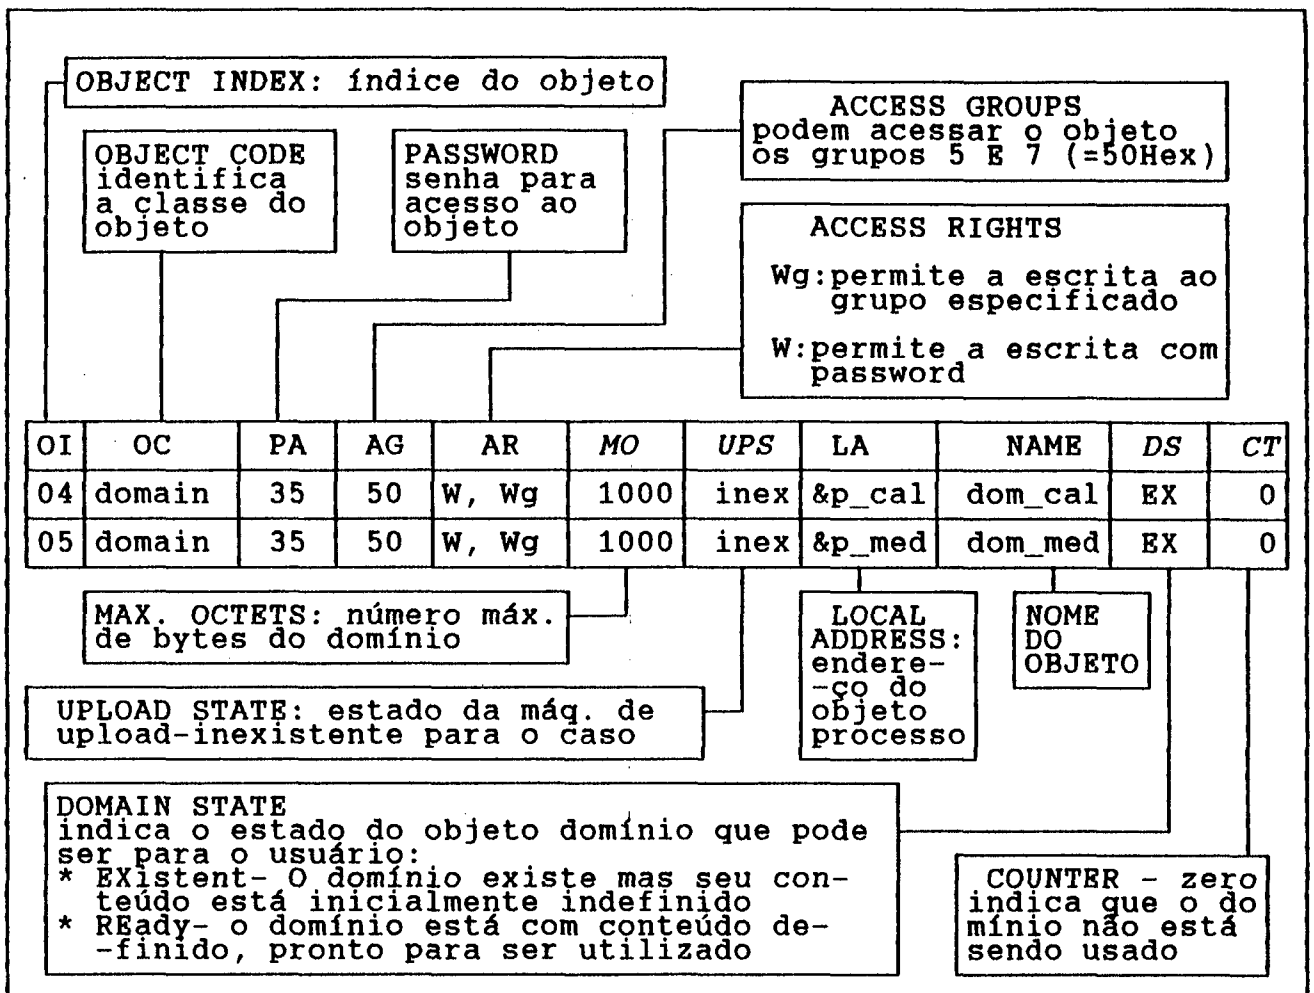 OBJECT INDEX: índice do objeto
ACCESS GROUPS
podem acessar o objeto
os grupos 5 E 7 (=50Hex)
OBJECT CODE
identifica
a classe do
objeto
PASSWORD
senha para
acesso ao
objeto
ACCESS RIGHTS
Wg:permite a escrita ao
grupo especificado
W:permite a escrita com
password
OI OC PA AG AR MO UPS LA NAME DS CT
04 domain 35 50 W, Wg 1000 inex &p_cal dom_cal EX 0
05 domain 35 50 W, Wg 1000 inex &p_med dom_med EX 0
MAX. OCTETS: número máx.
de bytes do domínio
LOCAL
ADDRESS:
endere-
-ço do
objeto
processo
NOME
DO
OBJETO
UPLOAD STATE: estado da máq. de
upload-inexistente para o caso
DOMAIN STATE
indica o estado do objeto domínio que pode
ser para o usuário:
* EXistent- O domínio existe mas seu con-
teúdo está inicialmente indefinido
* REady- o domínio está com conteúdo de-
-finido, pronto para ser utilizado
COUNTER - zero
indica que o do
mínio não está
sendo usado